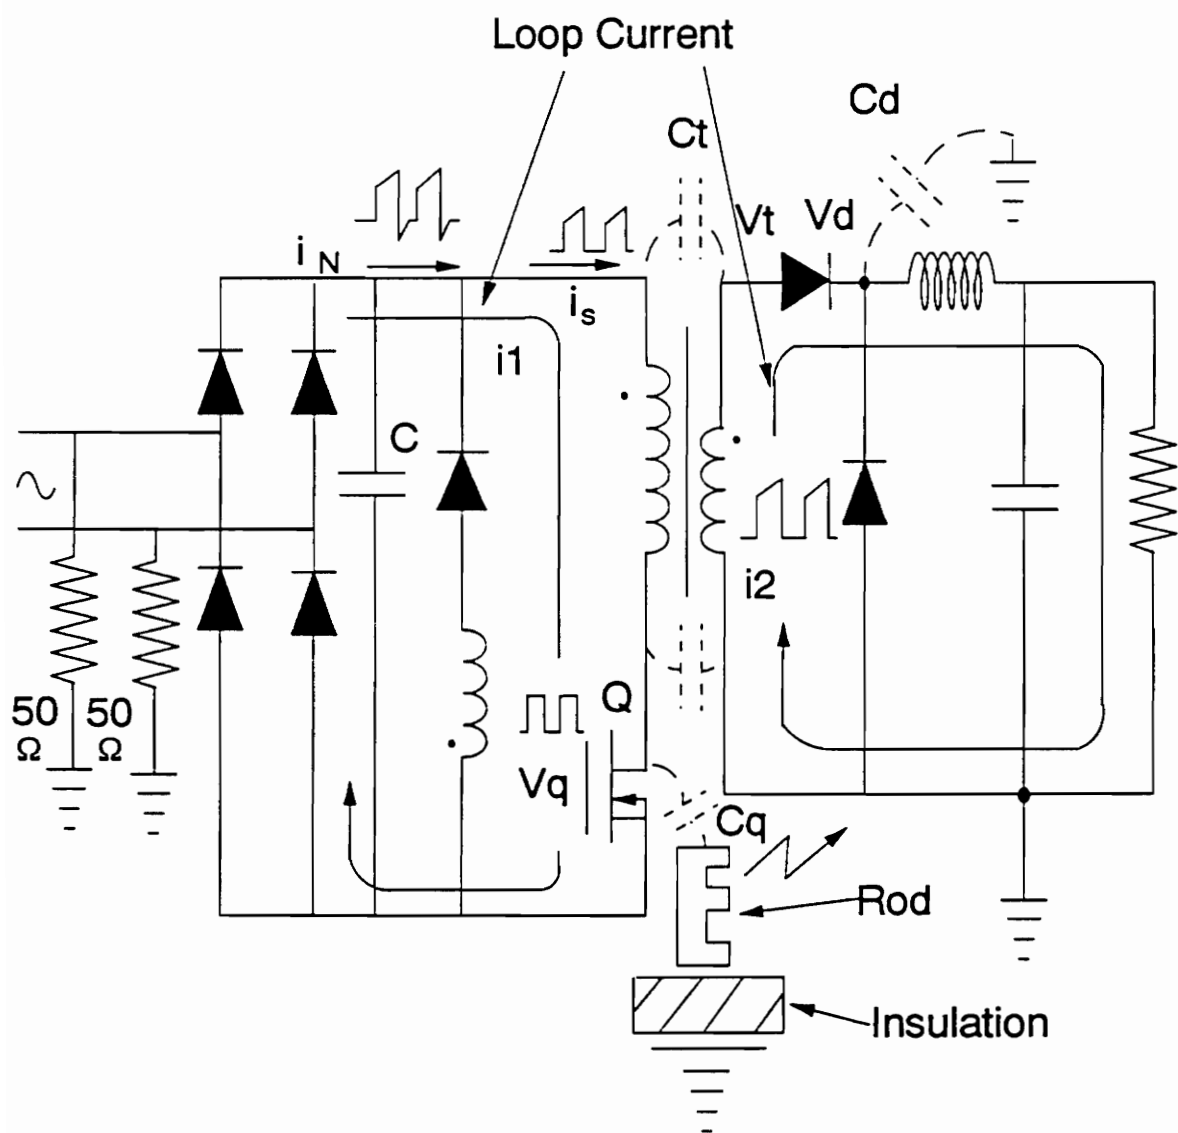 Loop Current
Cd
Ct
Vt
Vd
i N
i s
i1
C
i2
50 Ω
50 Ω
Q
Vq
Cq
Rod
Insulation